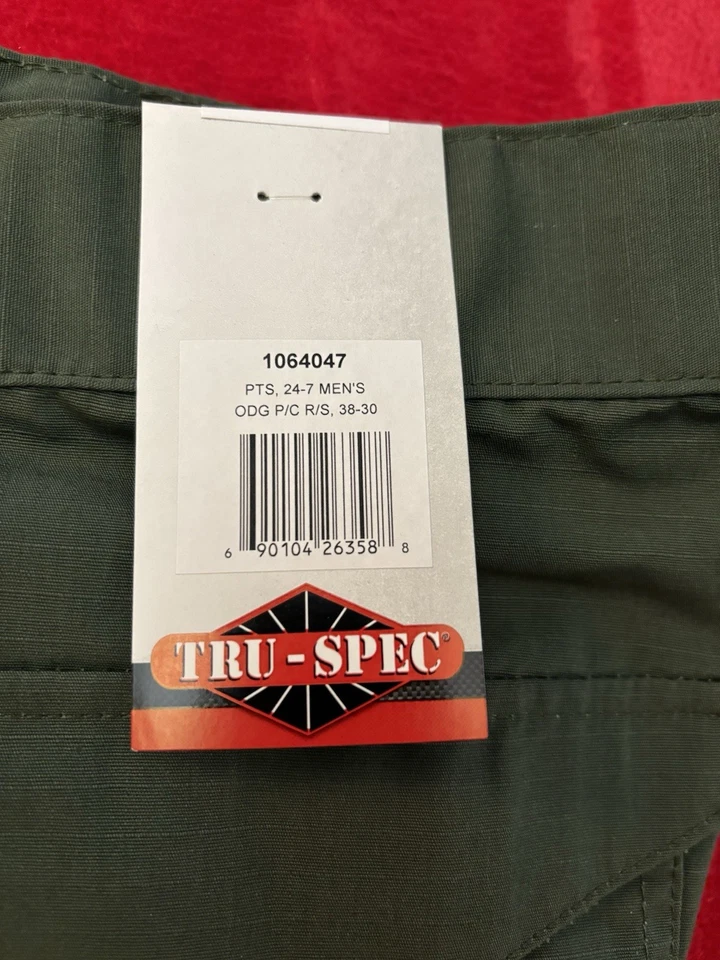 1064047
PTS, 24-7 MEN'S
ODG P/C R/S, 38-30
6 90104 26358 8
TRU-SPEC®